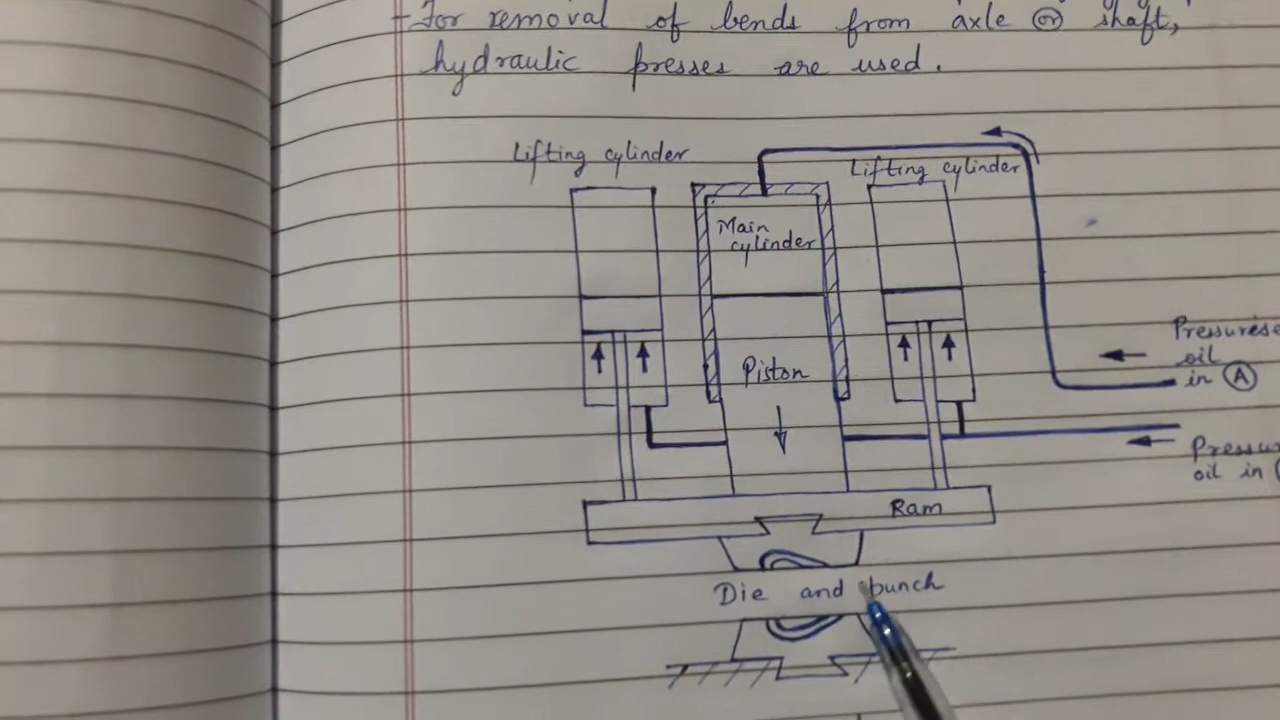 - For removal of bends from axle or shaft,
hydraulic presses are used.
Lifting cylinder
Lifting cylinder
Main
cylinder
Pressurese
oil
in A
Piston
Pressu
oil in (
Ram
Die and punch